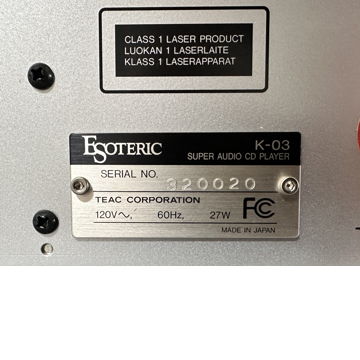 CLASS 1 LASER PRODUCT
LUOKAN 1 LASERLAITE
KLASS 1 LASERAPPARAT
ESOTERIC K-03
SUPER AUDIO CD PLAYER
SERIAL NO. 920020
TEAC CORPORATION
120V~, 60Hz, 27W FC
MADE IN JAPAN